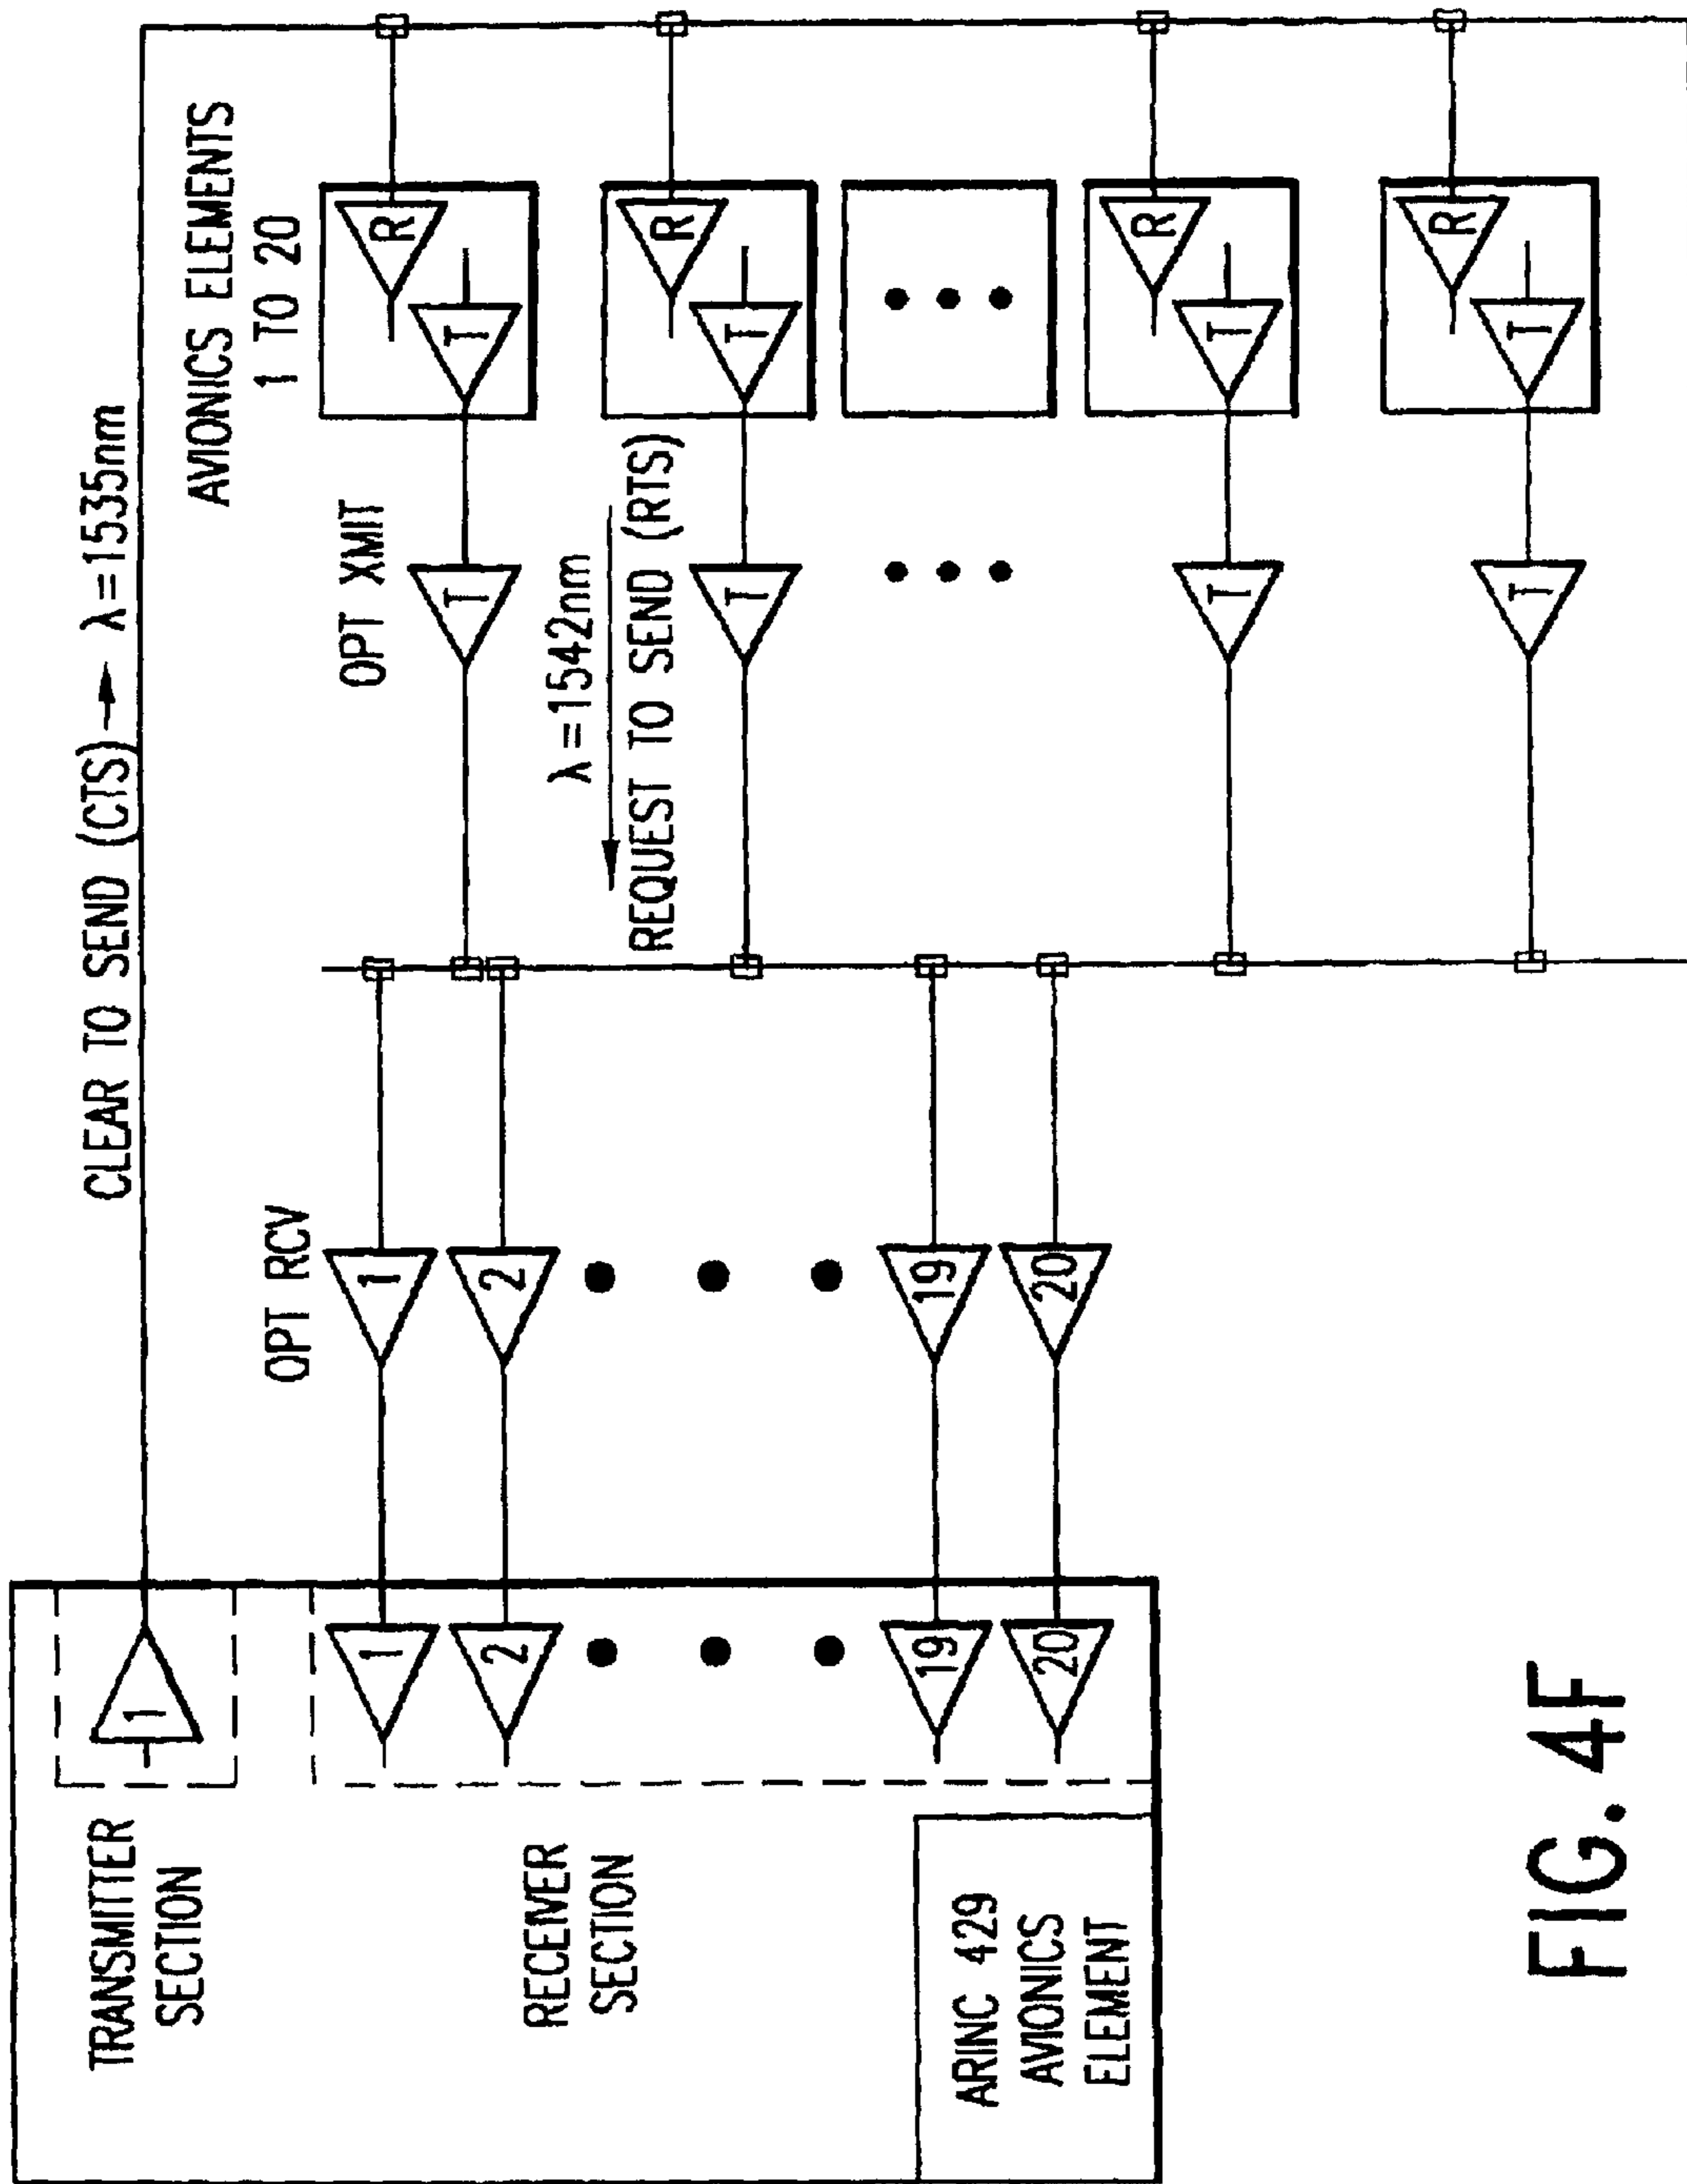 CLEAR TO SEND (CTS) → λ=1535nm
AVIONICS ELEMENTS
1 TO 20
OPT XMIT
OPT RCV
λ=1542nm
REQUEST TO SEND (RTS)
TRANSMITTER
SECTION
1
RECEIVER
SECTION
1
2
19
20
1
2
19
20
T
T
T
T
R
T
R
T
R
T
R
T
ARINC 429
AVIONICS
ELEMENT
FIG. 4F